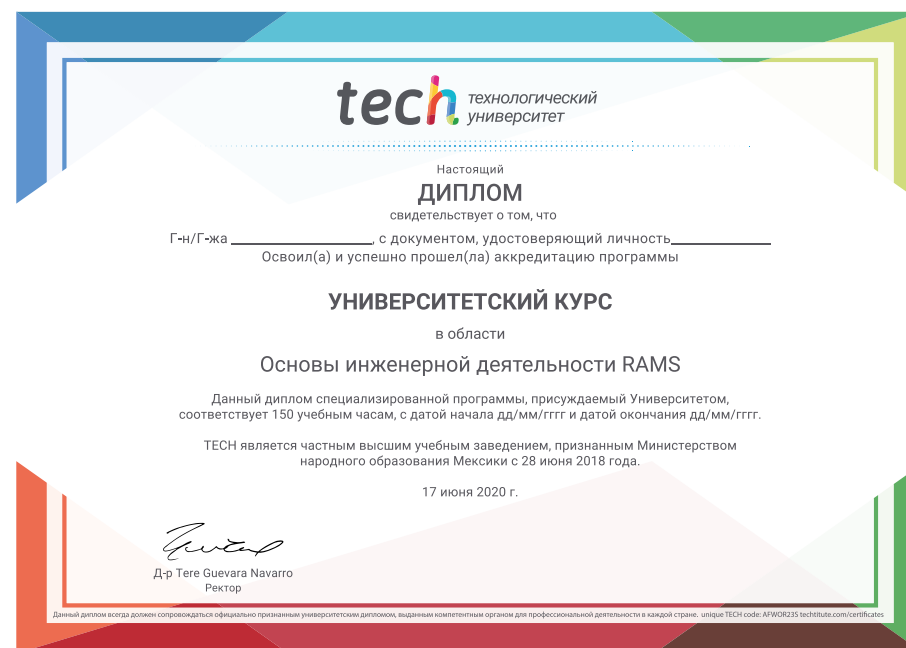 tech технологический
университет
Настоящий
ДИПЛОМ
свидетельствует о том, что
Г-н/Г-жа ________________, с документом, удостоверяющий личность____________
Освоил(а) и успешно прошел(ла) аккредитацию программы
УНИВЕРСИТЕТСКИЙ КУРС
в области
Основы инженерной деятельности RAMS
Данный диплом специализированной программы, присуждаемый Университетом,
соответствует 150 учебным часам, с датой начала дд/мм/гггг и датой окончания дд/мм/гггг.
TECH является частным высшим учебным заведением, признанным Министерством
народного образования Мексики с 28 июня 2018 года.
17 июня 2020 г.
Д-р Tere Guevara Navarro
Ректор
Данный диплом всегда должен сопровождаться официально признанным университетским дипломом, выданным компетентным органом для профессиональной деятельности в каждой стране. unique TECH code: AFWOR23S techtitute.com/certificates